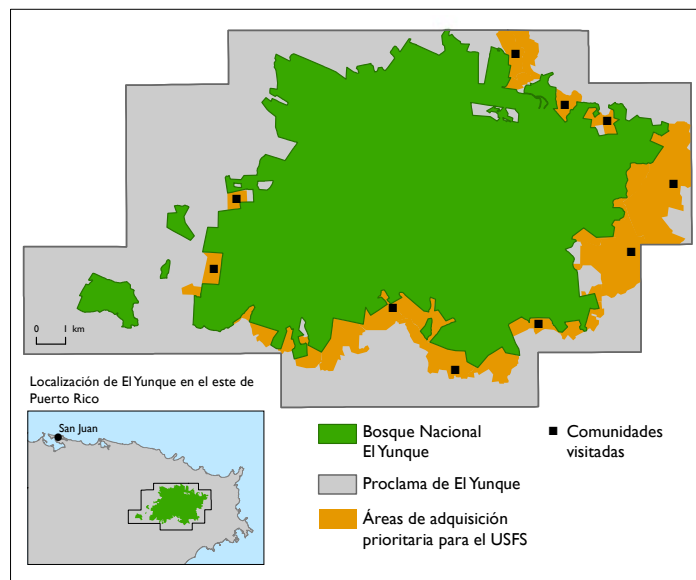 0 1 km
Localización de El Yunque en el este de
Puerto Rico
San Juan
Bosque Nacional
El Yunque
Proclama de El Yunque
Áreas de adquisición
prioritaria para el USFS
Comunidades
visitadas